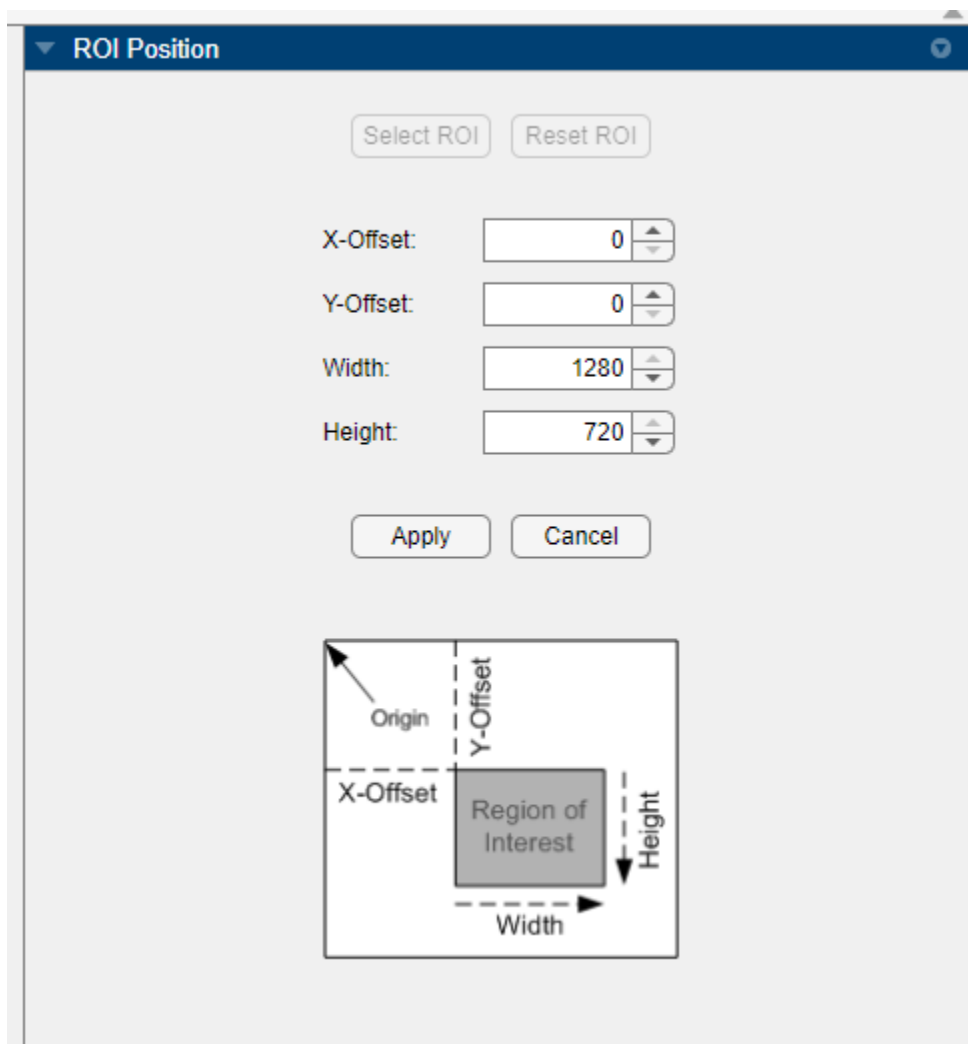 ROI Position
Select ROI Reset ROI
X-Offset: 0
Y-Offset: 0
Width: 1280
Height: 720
Apply Cancel
Origin
Y-Offset
X-Offset
Region of
Interest
Height
Width